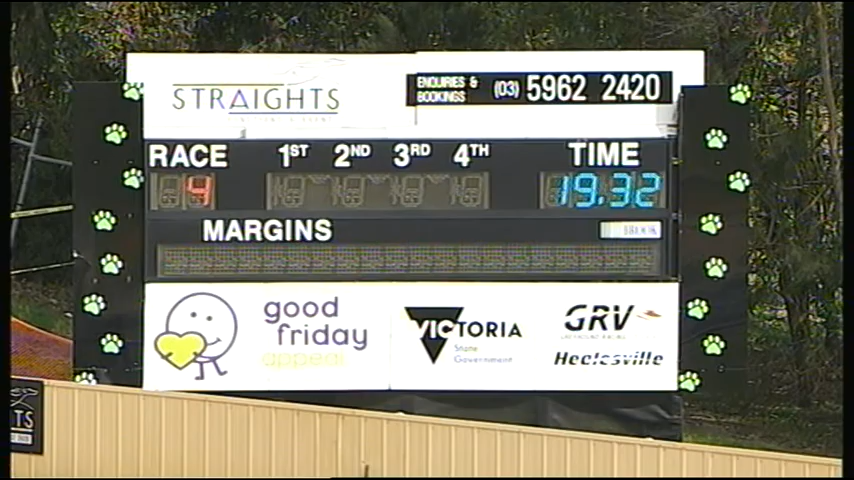 STRAIGHTS
ENQUIRIES &
BOOKINGS (03) 5962 2420
RACE 1ST 2ND 3RD 4TH TIME
4 19.32
MARGINS
good
friday
appeal
VICTORIA
State
Government
GRV
Healesville
TS